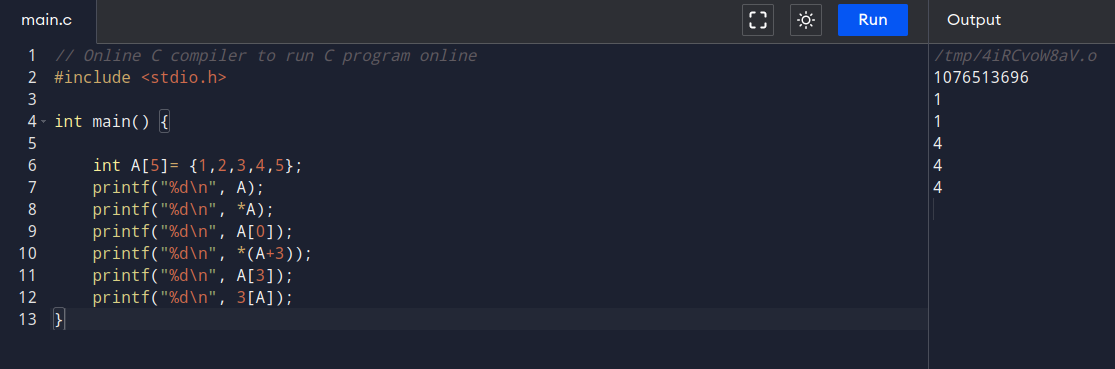 main.c Run Output
1 // Online C compiler to run C program online
2 #include <stdio.h>
3
4 int main() {
5
6 int A[5]= {1,2,3,4,5};
7 printf("%d\n", A);
8 printf("%d\n", *A);
9 printf("%d\n", A[0]);
10 printf("%d\n", *(A+3));
11 printf("%d\n", A[3]);
12 printf("%d\n", 3[A]);
13 }
/tmp/4iRCvoW8aV.o
1076513696
1
1
4
4
4